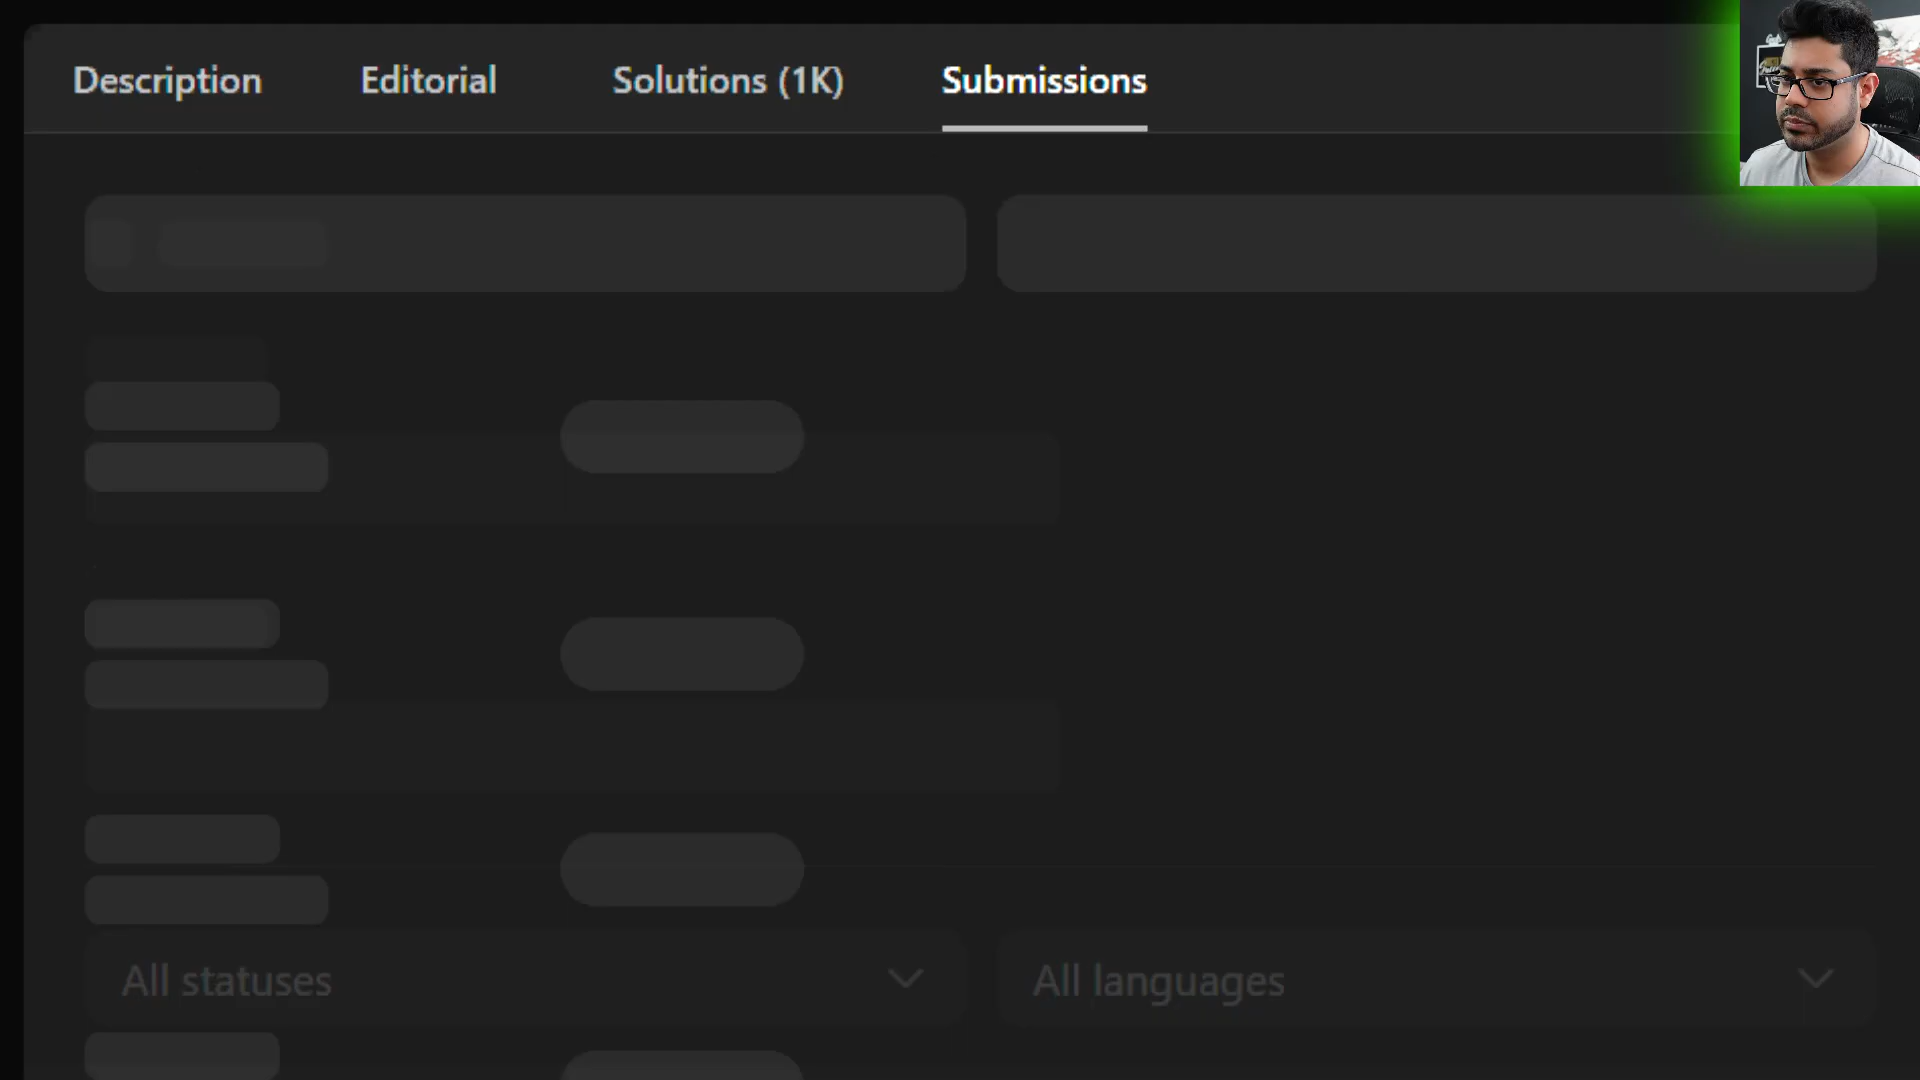 Description Editorial Solutions (1K) Submissions
All statuses All languages